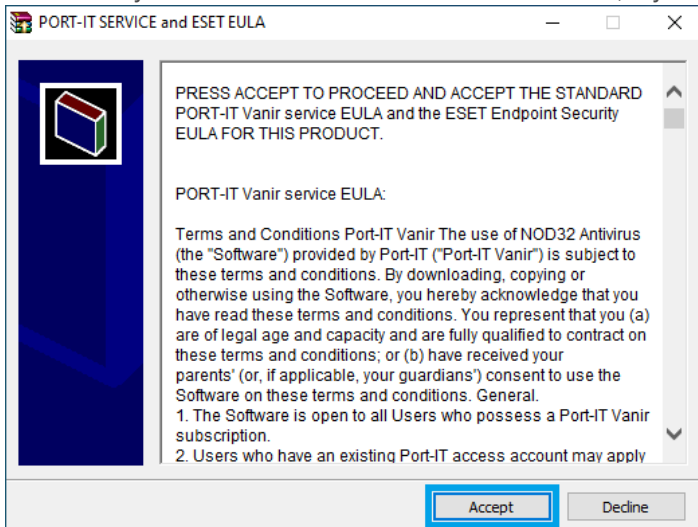 PORT-IT SERVICE and ESET EULA
PRESS ACCEPT TO PROCEED AND ACCEPT THE STANDARD
PORT-IT Vanir service EULA and the ESET Endpoint Security
EULA FOR THIS PRODUCT.
PORT-IT Vanir service EULA:
Terms and Conditions Port-IT Vanir The use of NOD32 Antivirus
(the "Software") provided by Port-IT ("Port-IT Vanir") is subject to
these terms and conditions. By downloading, copying or
otherwise using the Software, you hereby acknowledge that you
have read these terms and conditions. You represent that you (a)
are of legal age and capacity and are fully qualified to contract on
these terms and conditions; or (b) have received your
parents' (or, if applicable, your guardians') consent to use the
Software on these terms and conditions. General.
1. The Software is open to all Users who possess a Port-IT Vanir
subscription.
2. Users who have an existing Port-IT access account may apply
Accept
Decline